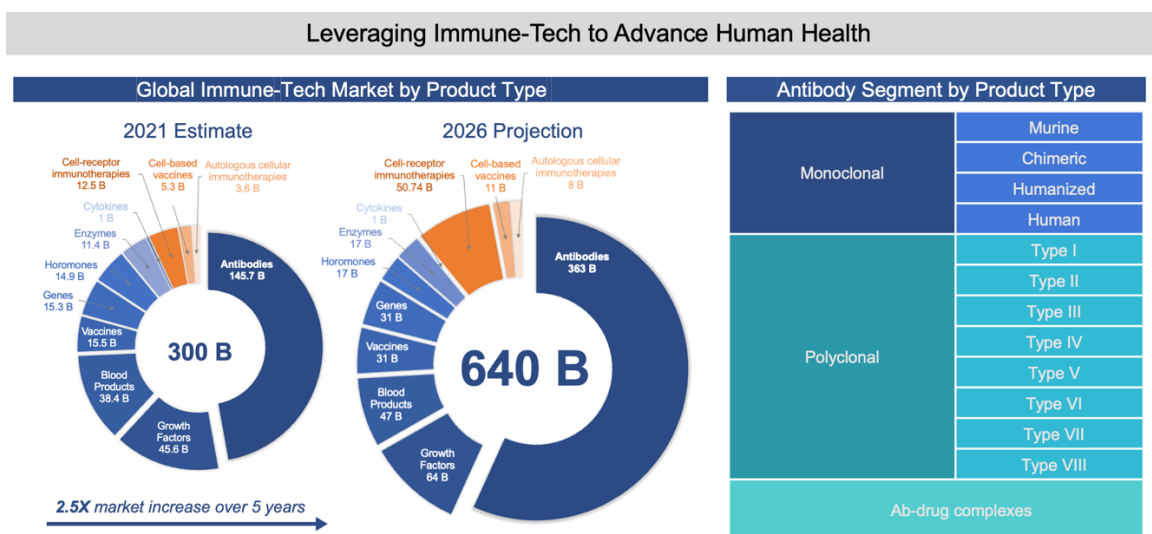 Leveraging Immune-Tech to Advance Human Health
Global Immune-Tech Market by Product Type
2021 Estimate
Cell-receptor
immunotherapies
12.5 B
Cell-based
vaccines
5.3 B
Autologous cellular
immunotherapies
3.6 B
Cytokines
1 B
Enzymes
11.4 B
Horomones
14.9 B
Genes
15.3 B
Vaccines
15.5 B
Blood
Products
38.4 B
Growth
Factors
45.6 B
Antibodies
145.7 B
300 B
2.5X market increase over 5 years
2026 Projection
Cell-receptor
immunotherapies
50.74 B
Cell-based
vaccines
11 B
Autologous cellular
immunotherapies
8 B
Cytokines
1 B
Enzymes
17 B
Horomones
17 B
Genes
31 B
Vaccines
31 B
Blood
Products
47 B
Growth
Factors
64 B
Antibodies
363 B
640 B
Antibody Segment by Product Type
Monoclonal
Murine
Chimeric
Humanized
Human
Polyclonal
Type I
Type II
Type III
Type IV
Type V
Type VI
Type VII
Type VIII
Ab-drug complexes